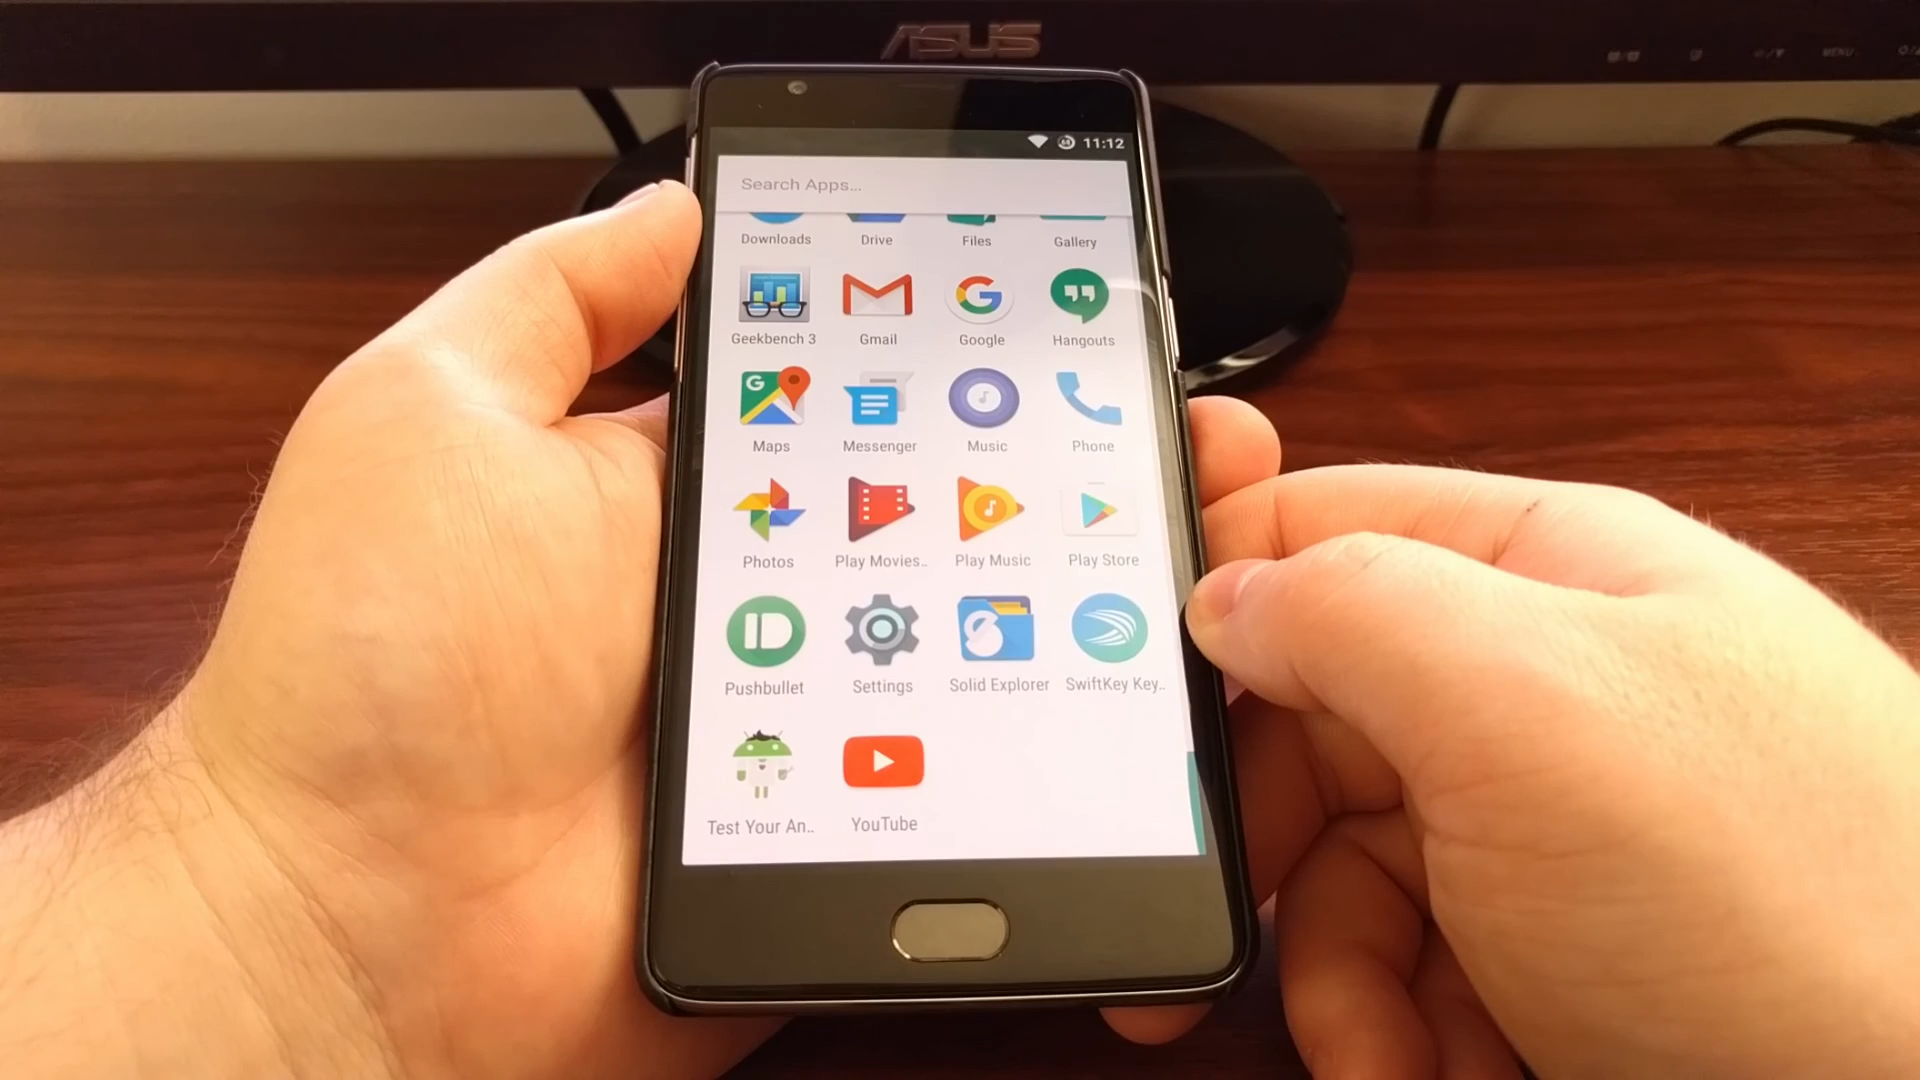 ASUS
MENU
11:12
Search Apps...
Downloads Drive Files Gallery
Geekbench 3 Gmail Google Hangouts
Maps Messenger Music Phone
Photos Play Movies.. Play Music Play Store
Pushbullet Settings Solid Explorer SwiftKey Key..
Test Your An.. YouTube